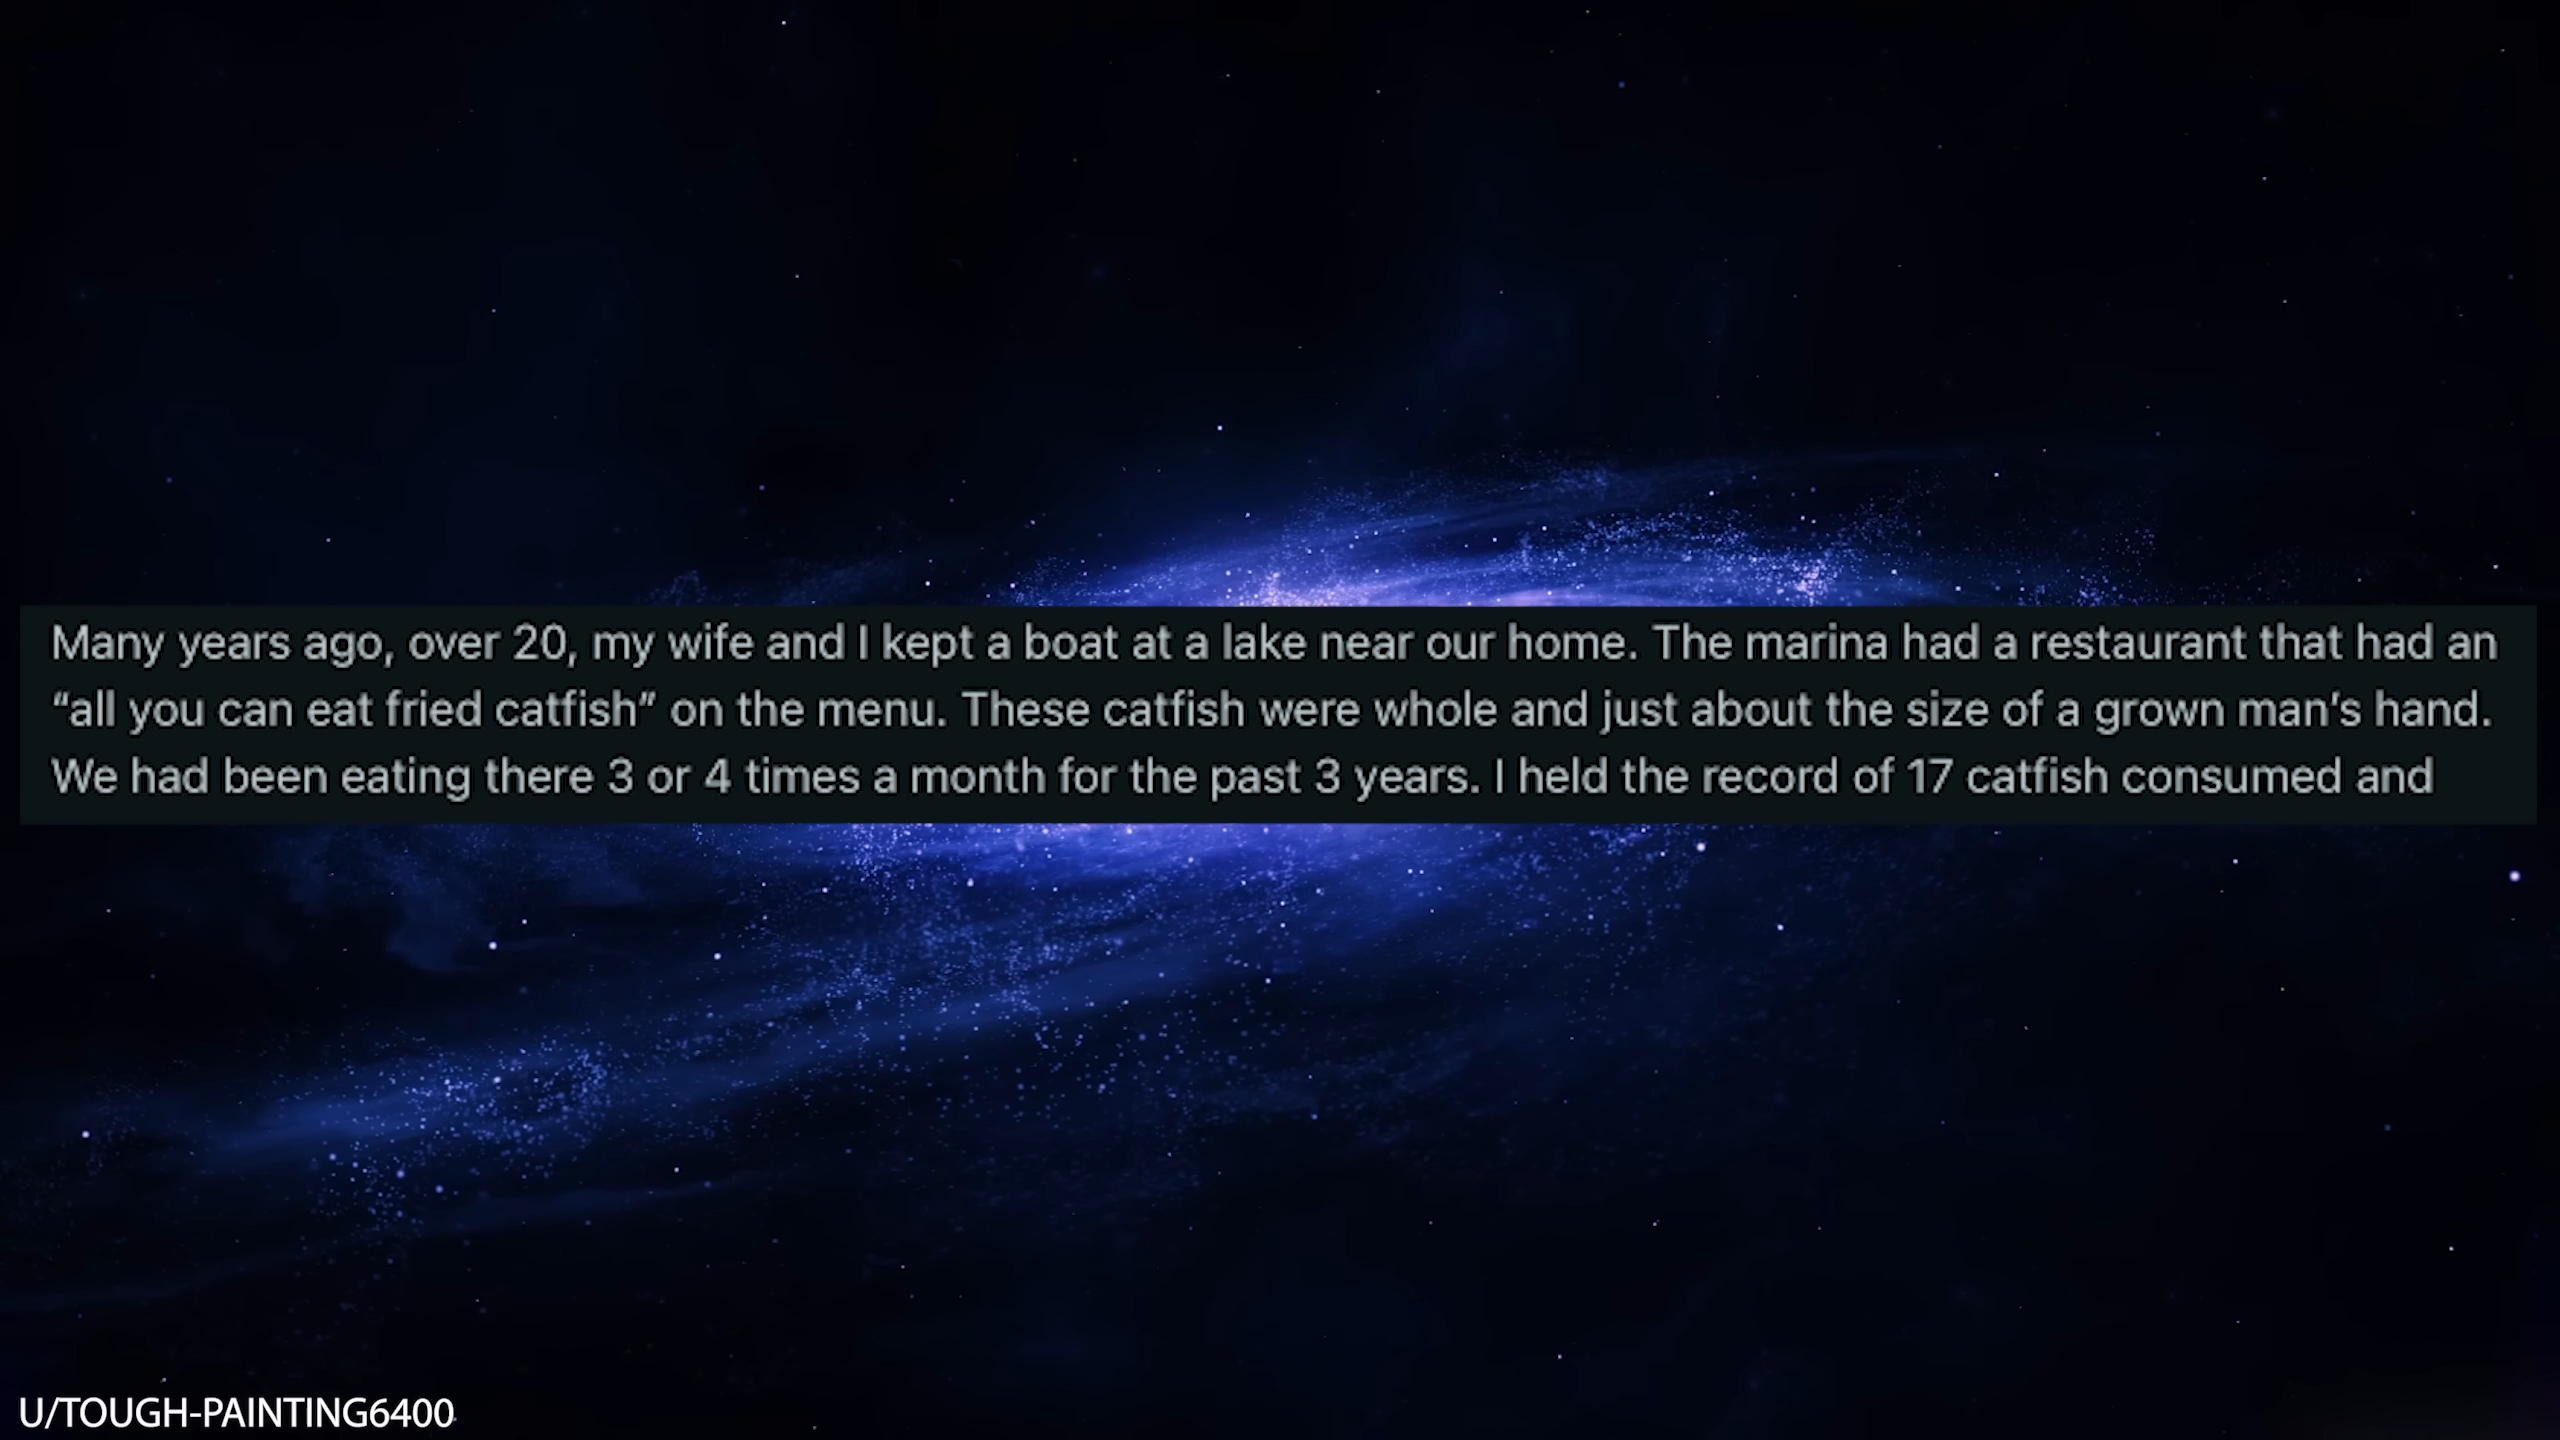 Many years ago, over 20, my wife and I kept a boat at a lake near our home. The marina had a restaurant that had an
“all you can eat fried catfish” on the menu. These catfish were whole and just about the size of a grown man’s hand.
We had been eating there 3 or 4 times a month for the past 3 years. I held the record of 17 catfish consumed and
U/TOUGH-PAINTING6400